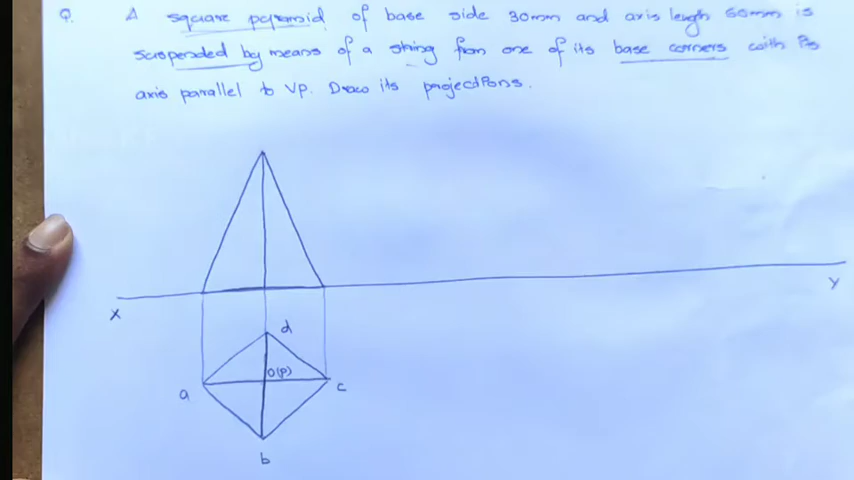 Q. A square pyramid of base side 30mm and axis length 60mm is
suspended by means of a string from one of its base corners with its
axis parallel to VP. Draw its projections.
X
Y
d
O(P)
a
c
b